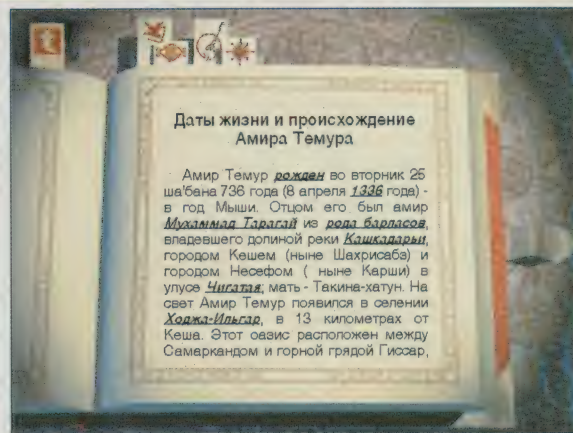 Даты жизни и происхождение
Амира Темура
Амир Темур рожден во вторник 25
ша'бана 736 года (8 апреля 1336 года) -
в год Мыши. Отцом его был амир
Мухаммад Тарагай из рода барласов,
владевшего долиной реки Кашкадарьи,
городом Кешем (ныне Шахрисабз) и
городом Несефом ( ныне Карши) в
улусе Чигатая; мать - Такина-хатун. На
свет Амир Темур появился в селении
Ходжа-Ильгар, в 13 километрах от
Кеша. Этот оазис расположен между
Самаркандом и горной грядой Гиссар,